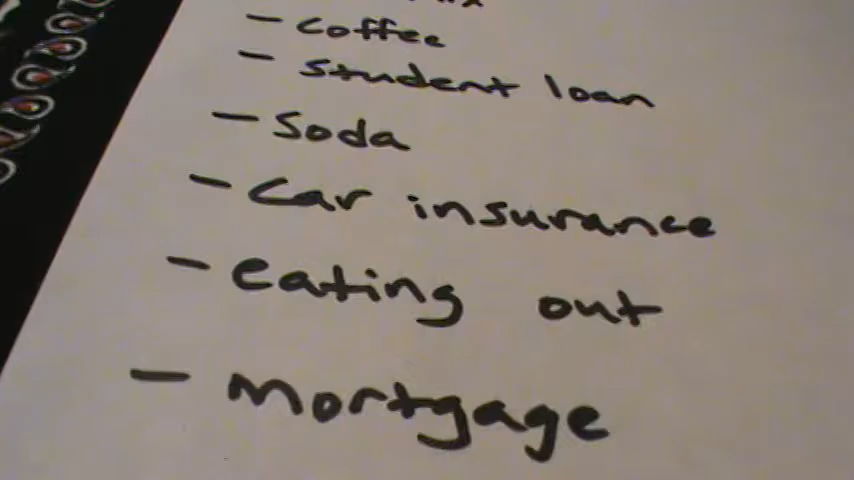 - Coffee
- Student loan
- Soda
- Car insurance
- eating out
- mortgage